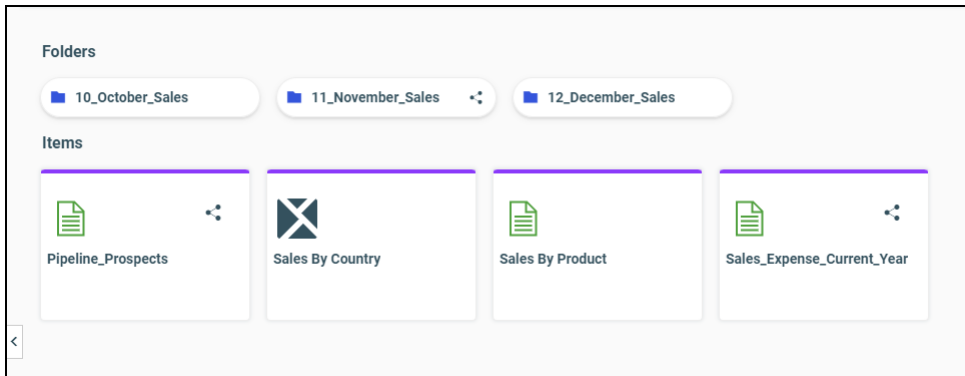 Folders
10_October_Sales 11_November_Sales 12_December_Sales
Items
Pipeline_Prospects Sales By Country Sales By Product Sales_Expense_Current_Year